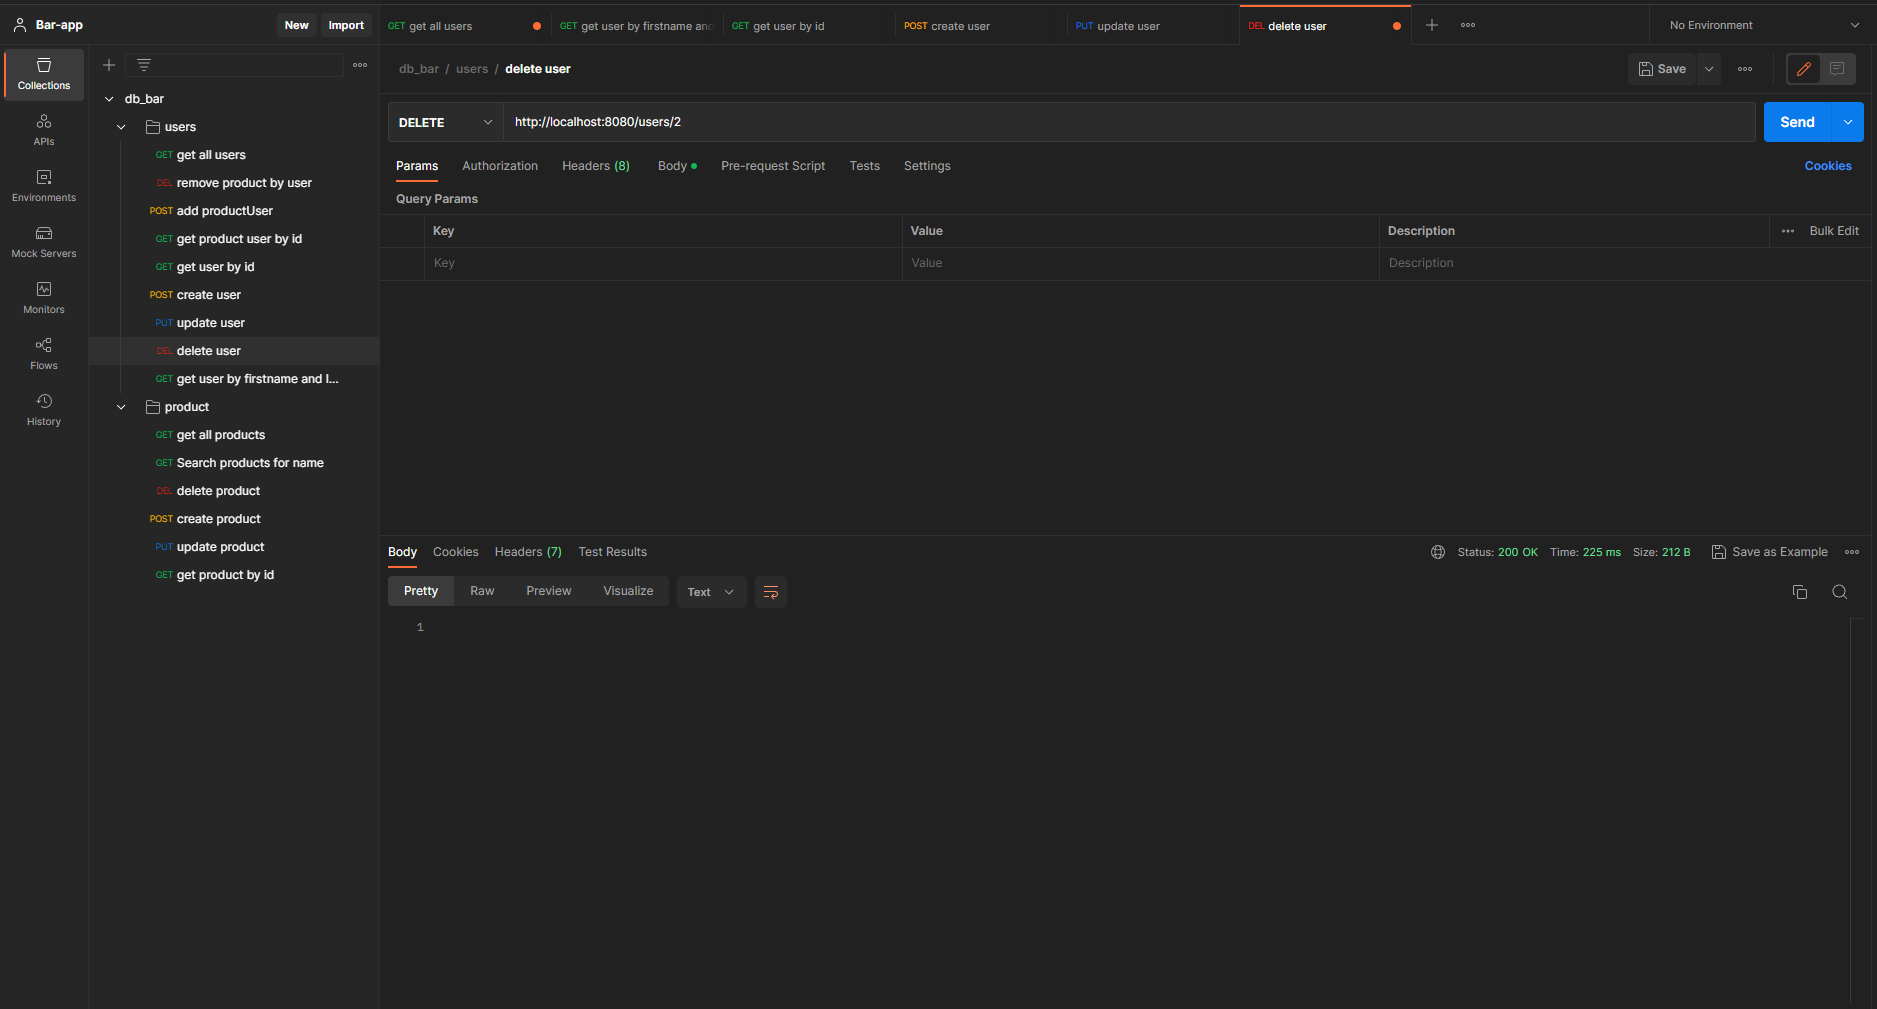 Bar-app
New
Import
GET get all users
GET get user by firstname and
GET get user by id
POST create user
PUT update user
DEL delete user
No Environment
Collections
APIs
Environments
Mock Servers
Monitors
Flows
History
db_bar
users
GET get all users
DEL remove product by user
POST add productUser
GET get product user by id
GET get user by id
POST create user
PUT update user
DEL delete user
GET get user by firstname and l...
product
GET get all products
GET Search products for name
DEL delete product
POST create product
PUT update product
GET get product by id
db_bar / users / delete user
Save
DELETE
http://localhost:8080/users/2
Send
Params
Authorization
Headers (8)
Body
Pre-request Script
Tests
Settings
Cookies
Query Params
Key
Value
Description
Bulk Edit
Key
Value
Description
Body
Cookies
Headers (7)
Test Results
Status: 200 OK
Time: 225 ms
Size: 212 B
Save as Example
Pretty
Raw
Preview
Visualize
Text
1